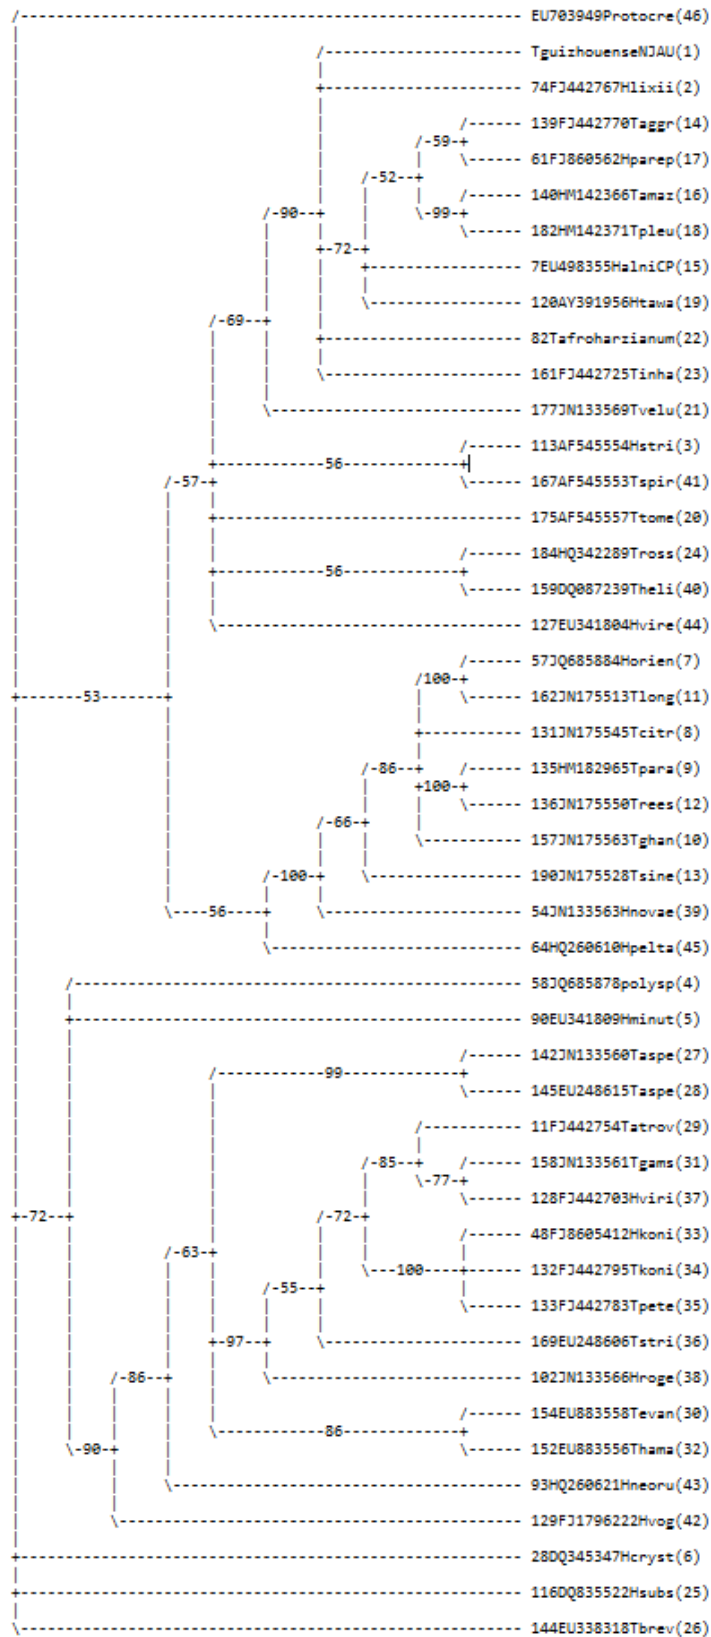 EU703949Protocre(46)
TguizhouenseNJAU(1)
74FJ442767Hlixii(2)
139FJ442770Taggr(14)
-59-
61FJ860562Hparep(17)
-52-
140HM142366Tamaz(16)
-90- -99-
182HM142371Tpleu(18)
-72-
7EU498355HalniCP(15)
120AY391956Htawa(19)
-69-
82Tafroharzianum(22)
161FJ442725Tinha(23)
177JN133569Tvelu(21)
113AF545554Hstri(3)
56
-57- 167AF545553Tspir(41)
175AF545557Ttome(20)
184HQ342289Tross(24)
56
159DQ087239Theli(40)
127EU341804Hvire(44)
57JQ685884Horien(7)
100
53 162JN175513Tlong(11)
131JN175545Tcitr(8)
-86- 135HM182965Tpara(9)
100
136JN175550Trees(12)
-66-
157JN175563Tghan(10)
-100- 190JN175528Tsine(13)
56 54JN133563Hnovae(39)
64HQ260610Hpelta(45)
58JQ685878polysp(4)
90EU341809Hminut(5)
142JN133560Taspe(27)
99
145EU248615Taspe(28)
11FJ442754Tatrov(29)
-85- 158JN133561Tgams(31)
-77-
128FJ442703Hviri(37)
-72- -72-
48FJ8605412Hkoni(33)
-63-
100 132FJ442795Tkoni(34)
-55-
133FJ442783Tpete(35)
-97- 169EU248606Tstri(36)
-86- 102JN133566Hroge(38)
154EU883558Tevan(30)
86
-90- 152EU883556Thama(32)
93HQ260621Hneoru(43)
129FJ1796222Hvog(42)
28DQ345347Hcryst(6)
116DQ835522Hsubs(25)
144EU338318Tbrev(26)